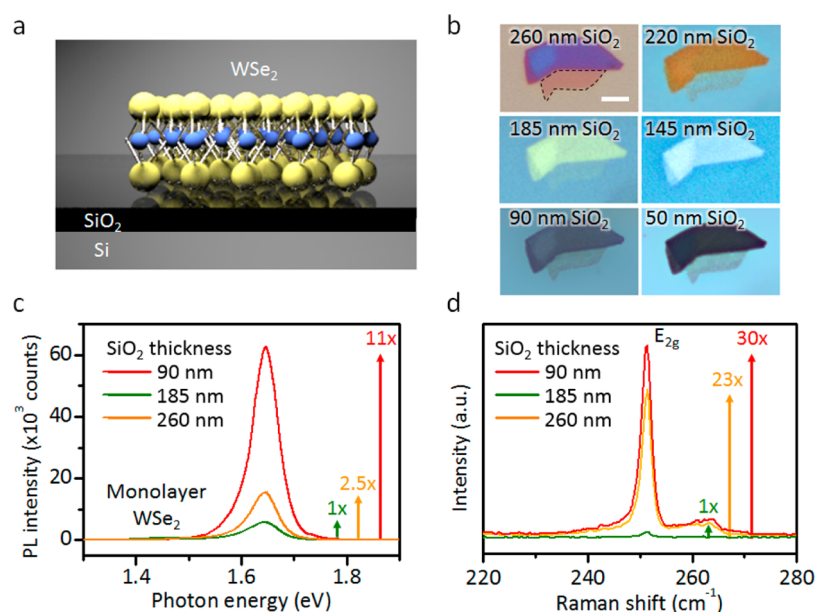 a
WSe₂
SiO₂
Si
b
260 nm SiO₂
220 nm SiO₂
185 nm SiO₂
145 nm SiO₂
90 nm SiO₂
50 nm SiO₂
c
PL intensity (x10³ counts)
60
40
20
0
SiO₂ thickness
90 nm
185 nm
260 nm
Monolayer
WSe₂
1x
2.5x
11x
1.4
1.6
1.8
Photon energy (eV)
d
Intensity (a.u.)
SiO₂ thickness
90 nm
185 nm
260 nm
E₂g
1x
23x
30x
220
240
260
280
Raman shift (cm⁻¹)